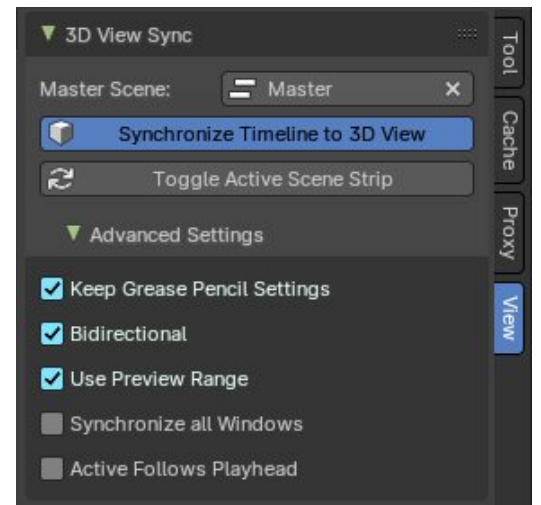 3D View Sync
Master Scene: Master
Synchronize Timeline to 3D View
Toggle Active Scene Strip
Advanced Settings
Keep Grease Pencil Settings
Bidirectional
Use Preview Range
Synchronize all Windows
Active Follows Playhead
Tool
Cache
Proxy
View